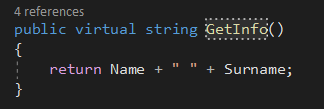 4 references
public virtual string GetInfo()
{
return Name + " " + Surname;
}